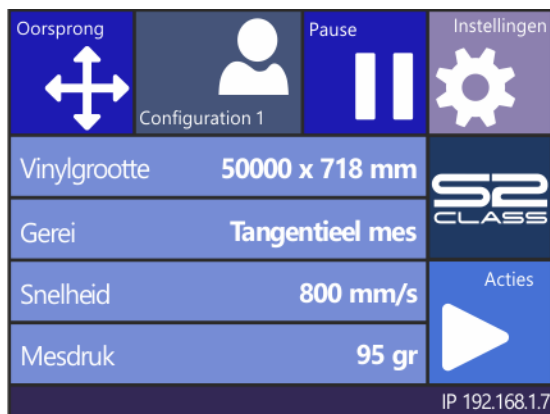 Oorsprong
Configuration 1
Pause
Instellingen
Vinylgrootte 50000 x 718 mm
S2
CLASS
Gerei Tangentieel mes
Snelheid 800 mm/s
Acties
Mesdruk 95 gr
IP 192.168.1.7